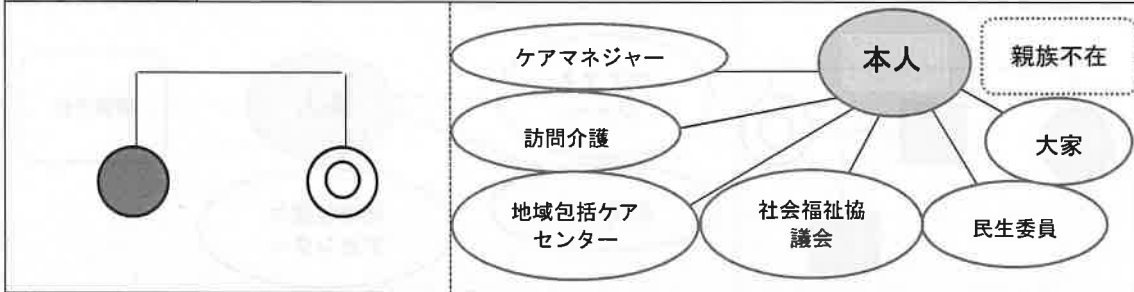 ケアマネジャー
本人
親族不在
訪問介護
大家
地域包括ケア
センター
社会福祉協
議会
民生委員